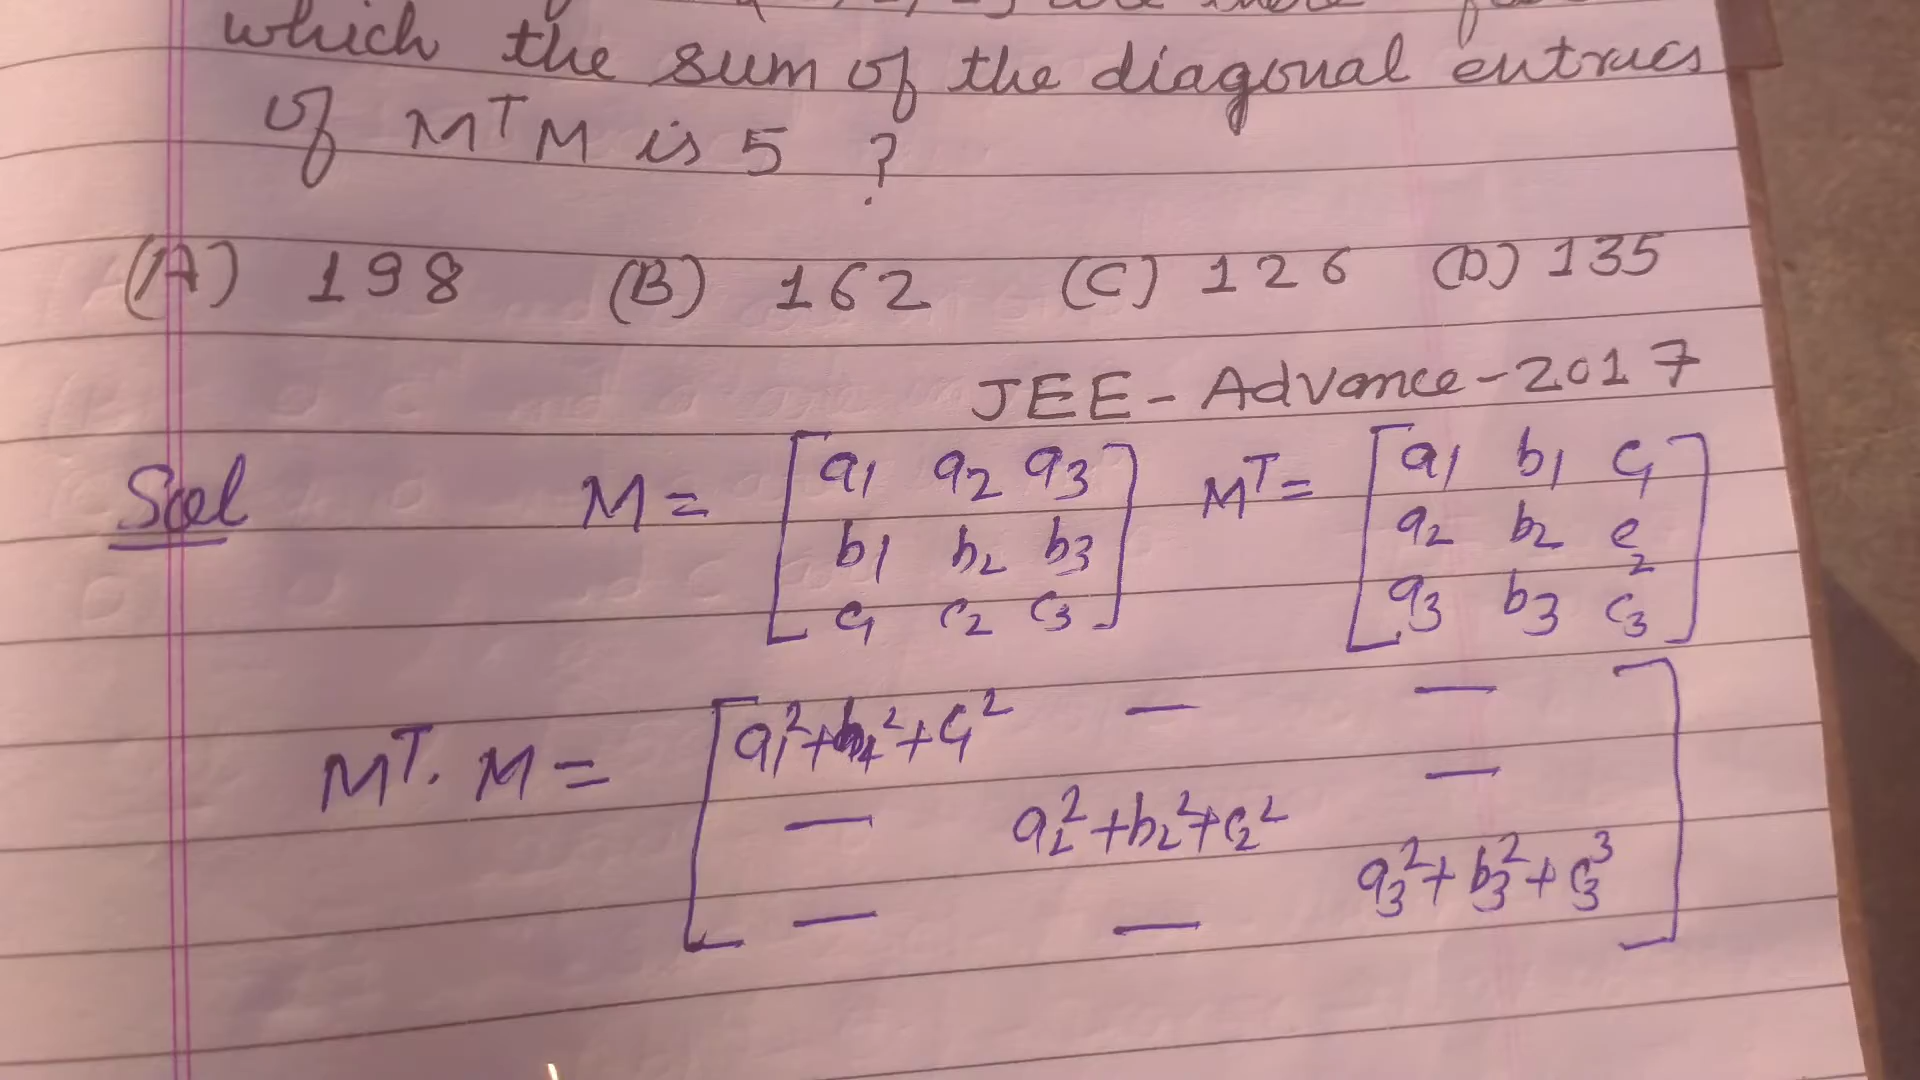 which the sum of the diagonal entries
of Mᵀ M is 5 ?
(A) 198 (B) 162 (C) 126 (D) 135
JEE - Advance - 2017
Sol M = [a₁ a₂ a₃ Mᵀ = [a₁ b₁ c₁
b₁ b₂ b₃ a₂ b₂ c₂
c₁ c₂ c₃] a₃ b₃ c₃]
Mᵀ. M = [a₁²+b₁²+c₁² — —
— a₂²+b₂²+c₂² —
— — a₃²+b₃²+c₃³]